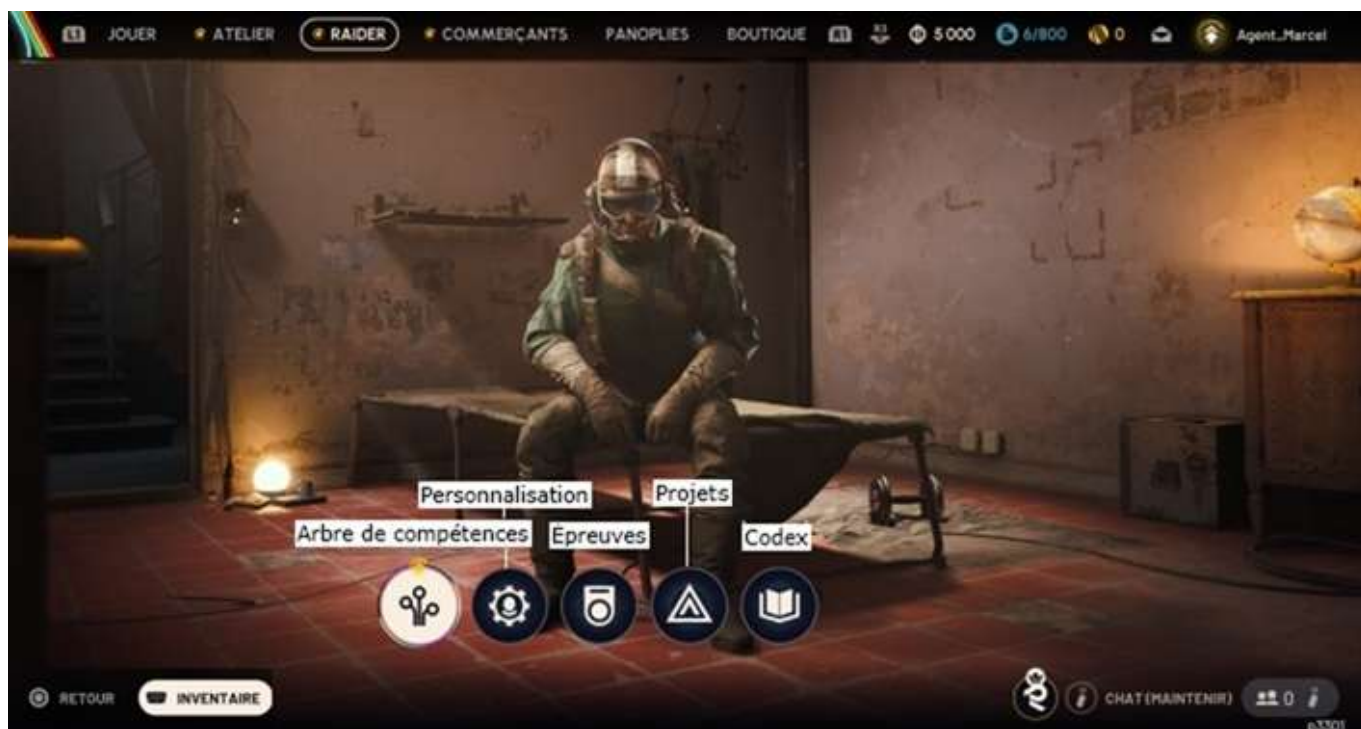 JOUER
ATELIER
RAIDER
COMMERÇANTS
PANOPLIES
BOUTIQUE
5 000
6/800
0
Agent_Marcel
Personnalisation
Projets
Arbre de compétences
Epreuves
Codex
RETOUR
INVENTAIRE
CHAT (MAINTENIR)
0
p3301